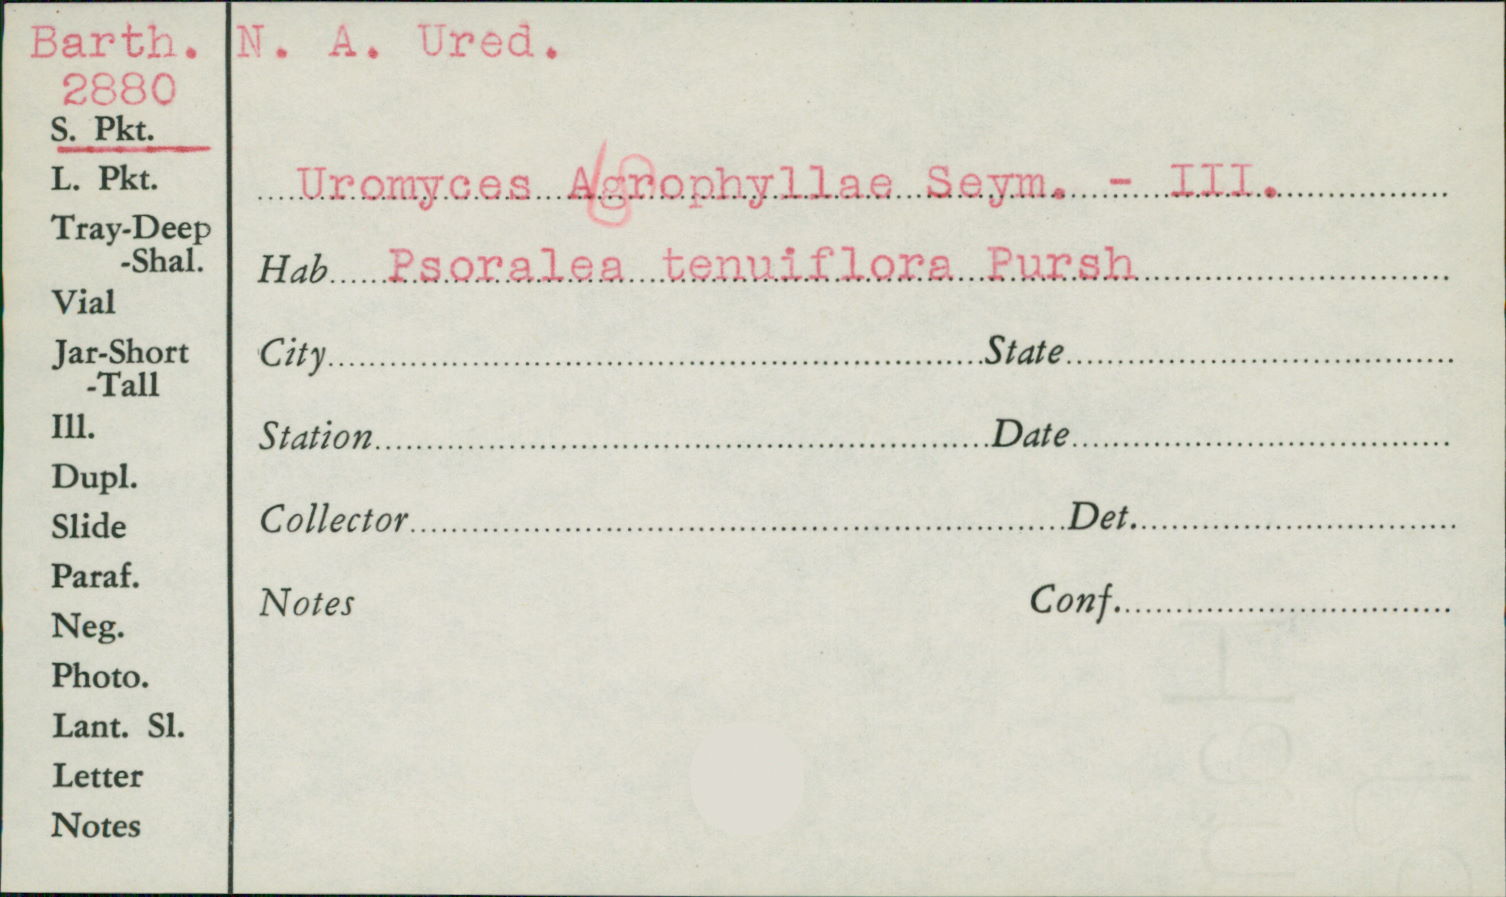 Barth. N. A. Ured.
2880
S. Pkt.
L. Pkt.
Tray-Deep
-Shal.
Vial
Jar-Short
-Tall
Ill.
Dupl.
Slide
Paraf.
Neg.
Photo.
Lant. Sl.
Letter
Notes
Uromyces Agrophyllae Seym. - III.
Hab. Psoralea tenuiflora Pursh
City State
Station Date
Collector Det.
Notes Conf.